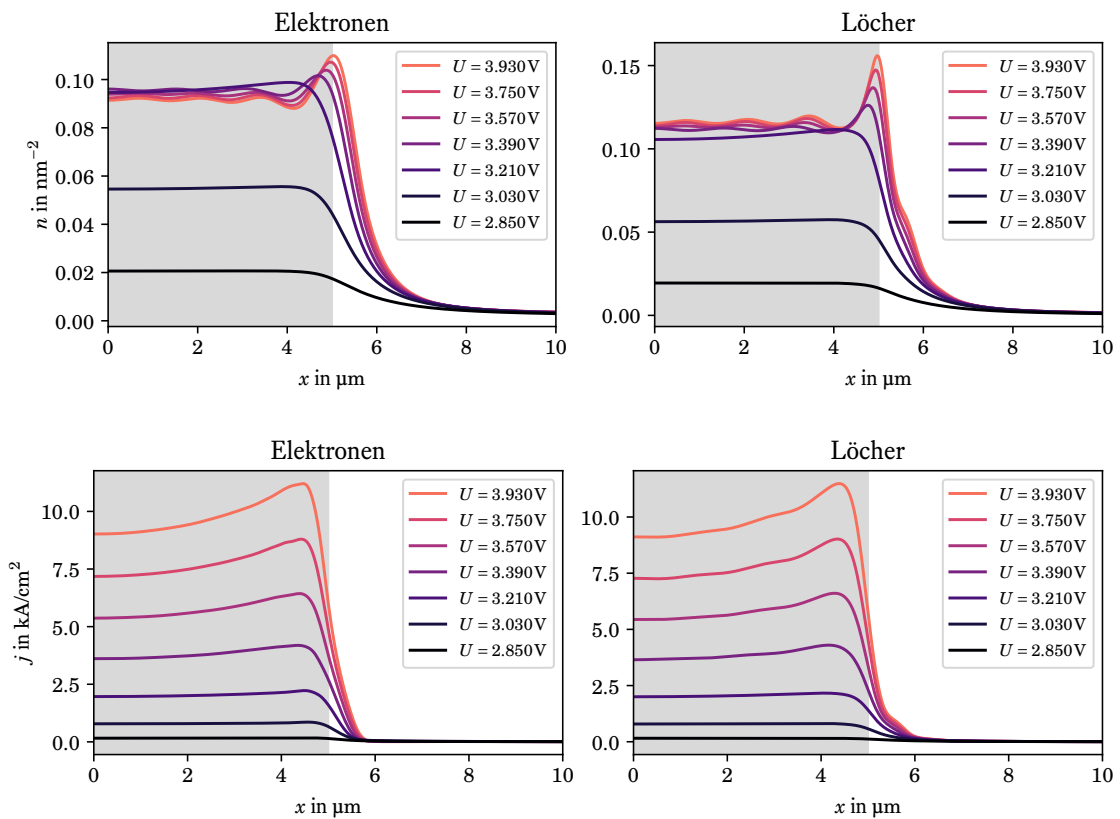 Elektronen
n in nm⁻²
0.10
0.08
0.06
0.04
0.02
0.00
0 2 4 6 8 10
x in µm
U = 3.930V
U = 3.750V
U = 3.570V
U = 3.390V
U = 3.210V
U = 3.030V
U = 2.850V
Löcher
0.15
0.10
0.05
0.00
0 2 4 6 8 10
x in µm
U = 3.930V
U = 3.750V
U = 3.570V
U = 3.390V
U = 3.210V
U = 3.030V
U = 2.850V
Elektronen
j in kA/cm²
10.0
7.5
5.0
2.5
0.0
0 2 4 6 8 10
x in µm
U = 3.930V
U = 3.750V
U = 3.570V
U = 3.390V
U = 3.210V
U = 3.030V
U = 2.850V
Löcher
10.0
7.5
5.0
2.5
0.0
0 2 4 6 8 10
x in µm
U = 3.930V
U = 3.750V
U = 3.570V
U = 3.390V
U = 3.210V
U = 3.030V
U = 2.850V